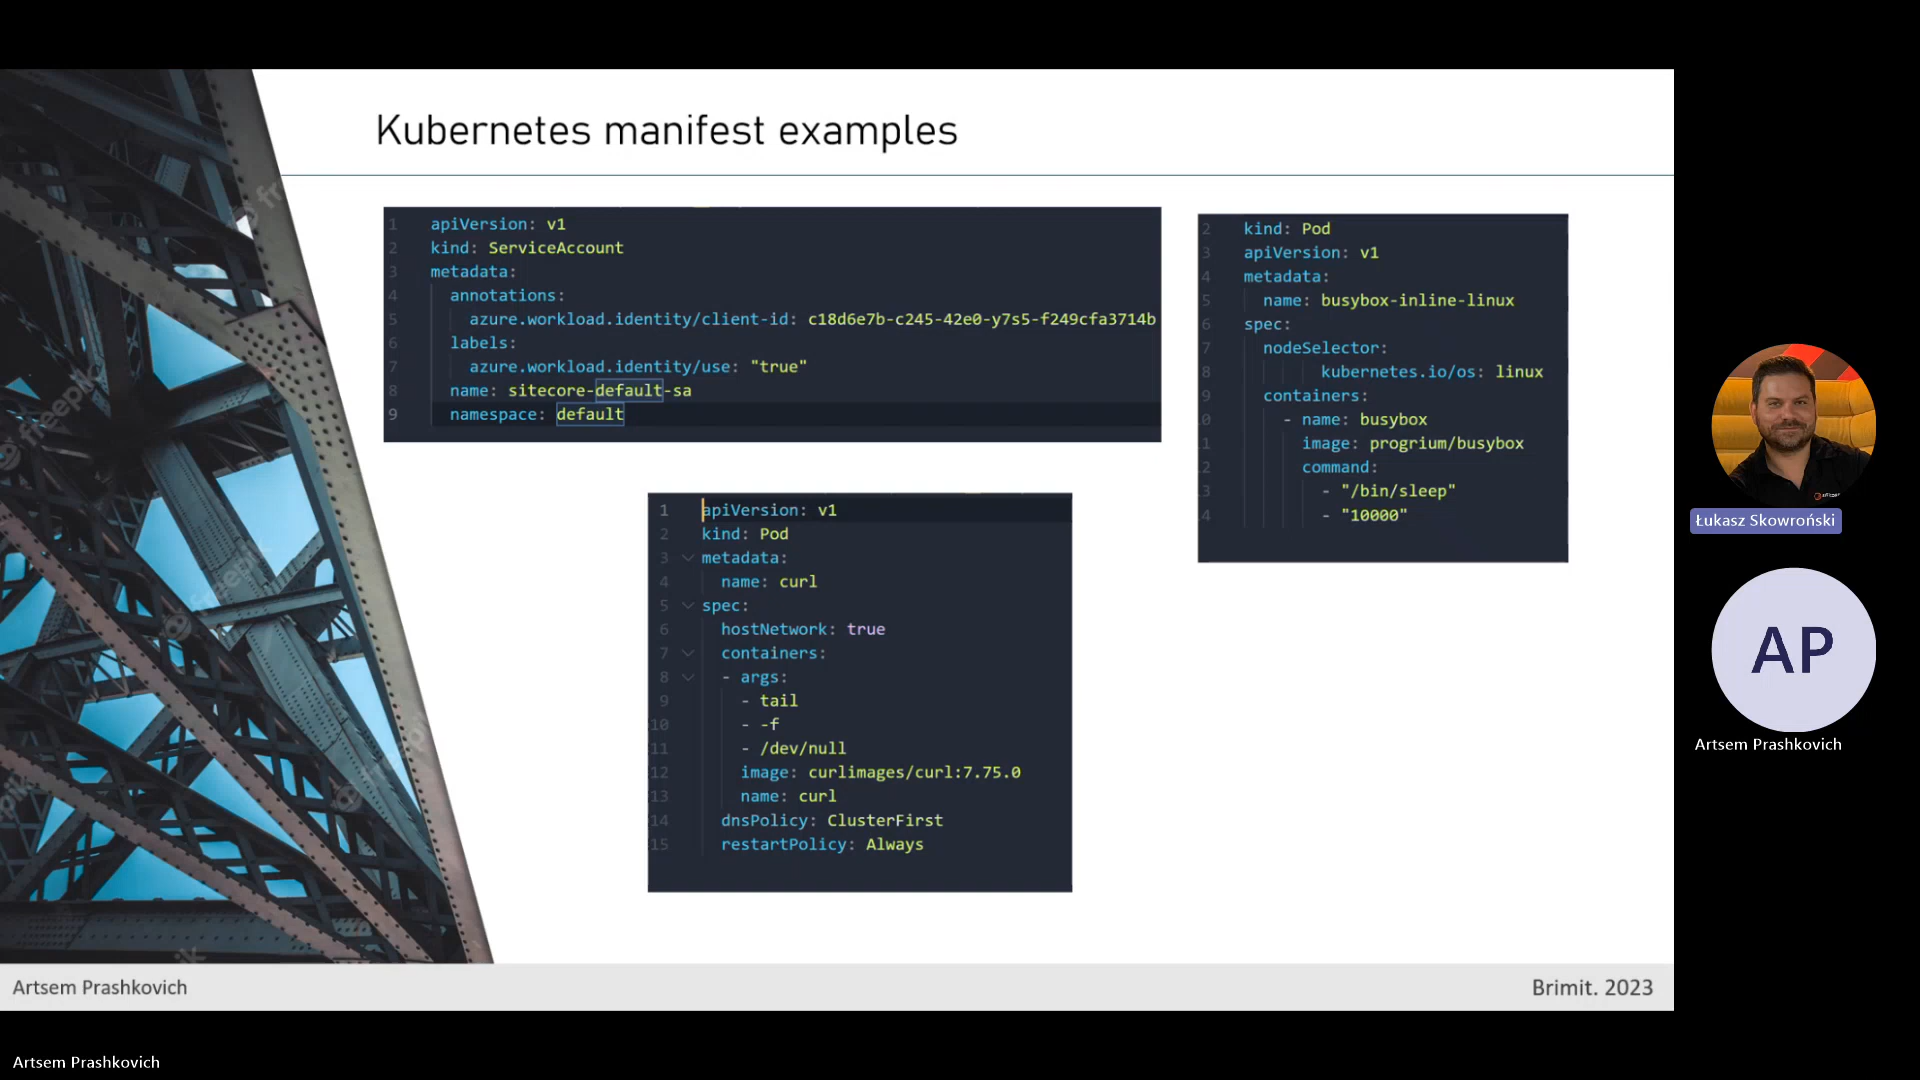 Kubernetes manifest examples
1 apiVersion: v1
2 kind: ServiceAccount
3 metadata:
4 annotations:
5 azure.workload.identity/client-id: c18d6e7b-c245-42e0-y7s5-f249cfa3714b
6 labels:
7 azure.workload.identity/use: "true"
8 name: sitecore-default-sa
9 namespace: default
2 kind: Pod
3 apiVersion: v1
4 metadata:
5 name: busybox-inline-linux
6 spec:
7 nodeSelector:
8 kubernetes.io/os: linux
9 containers:
0 - name: busybox
1 image: progrium/busybox
2 command:
3 - "/bin/sleep"
4 - "10000"
1 apiVersion: v1
2 kind: Pod
3 metadata:
4 name: curl
5 spec:
6 hostNetwork: true
7 containers:
8 - args:
9 - tail
10 - -f
11 - /dev/null
12 image: curlimages/curl:7.75.0
13 name: curl
14 dnsPolicy: ClusterFirst
15 restartPolicy: Always
Łukasz Skowroński
AP
Artsem Prashkovich
Artsem Prashkovich
Brimit. 2023
Artsem Prashkovich
freepik
freepik